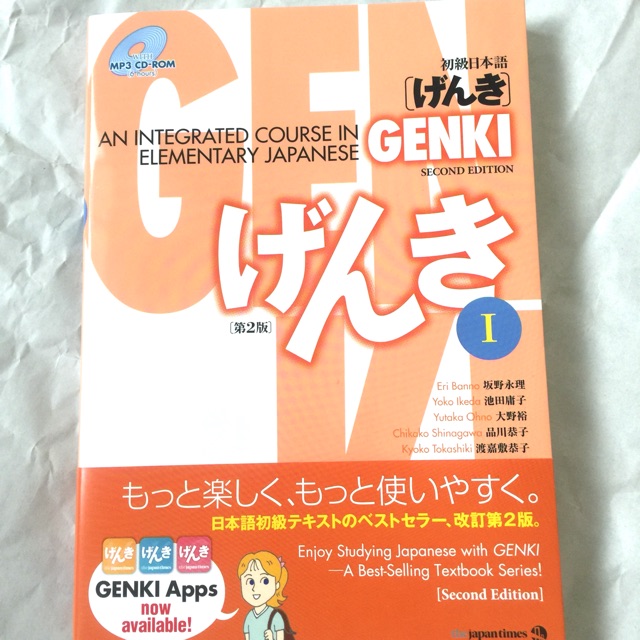 WITH
MP3 CD-ROM
6 hours
初級日本語
[げんき]
AN INTEGRATED COURSE IN
ELEMENTARY JAPANESE
GENKI
SECOND EDITION
GENKI
げんき
[第2版]
I
Eri Banno 坂野永理
Yoko Ikeda 池田庸子
Yutaka Ohno 大野裕
Chikako Shinagawa 品川恭子
Kyoko Tokashiki 渡嘉敷恭子
もっと楽しく、もっと使いやすく。
日本語初級テキストのベストセラー、改訂第2版。
Enjoy Studying Japanese with GENKI
—A Best-Selling Textbook Series!
[Second Edition]
げんき げんき げんき
GENKI Apps
now
available!
the japan times